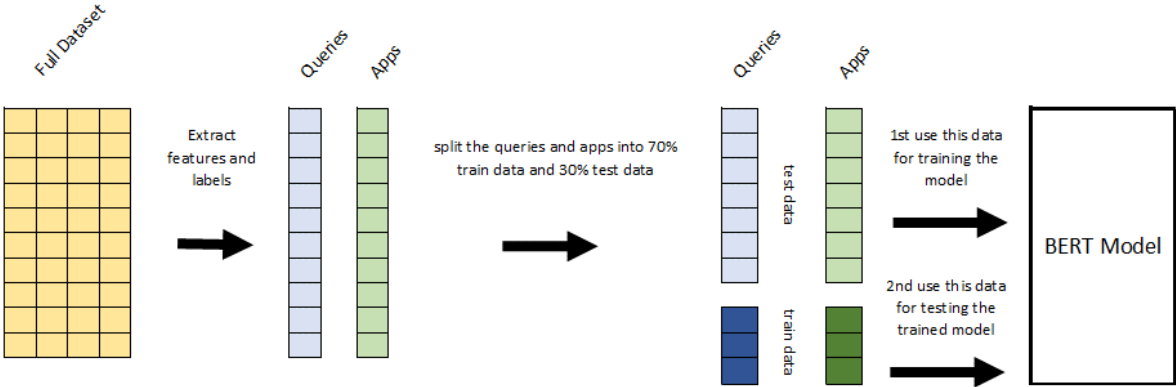 Full Dataset
Queries
Apps
Queries
Apps
Extract
features and
labels
split the queries and apps into 70%
train data and 30% test data
test data
train data
1st use this data
for training the
model
2nd use this data
for testing the
trained model
BERT Model